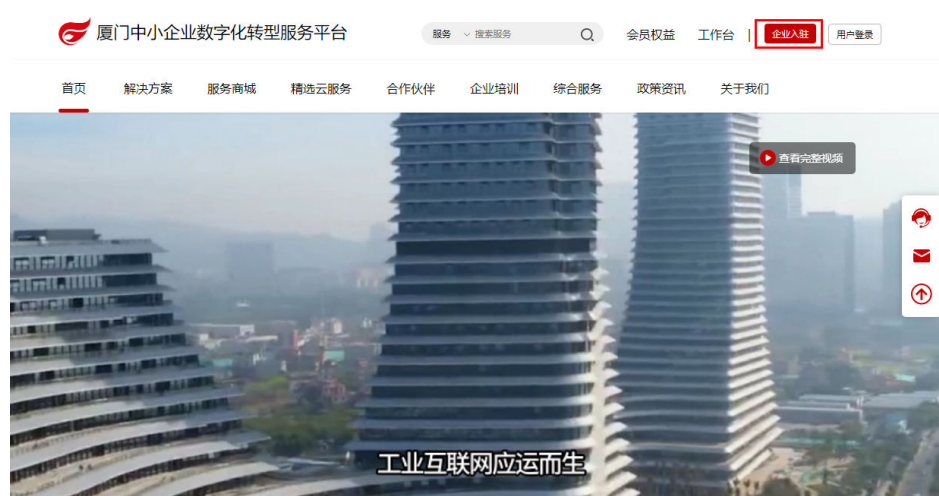 厦门中小企业数字化转型服务平台
服务 搜索服务 会员权益 工作台 | 企业入驻 用户登录
首页 解决方案 服务商城 精选云服务 合作伙伴 企业培训 综合服务 政策资讯 关于我们
查看完整视频
工业互联网应运而生